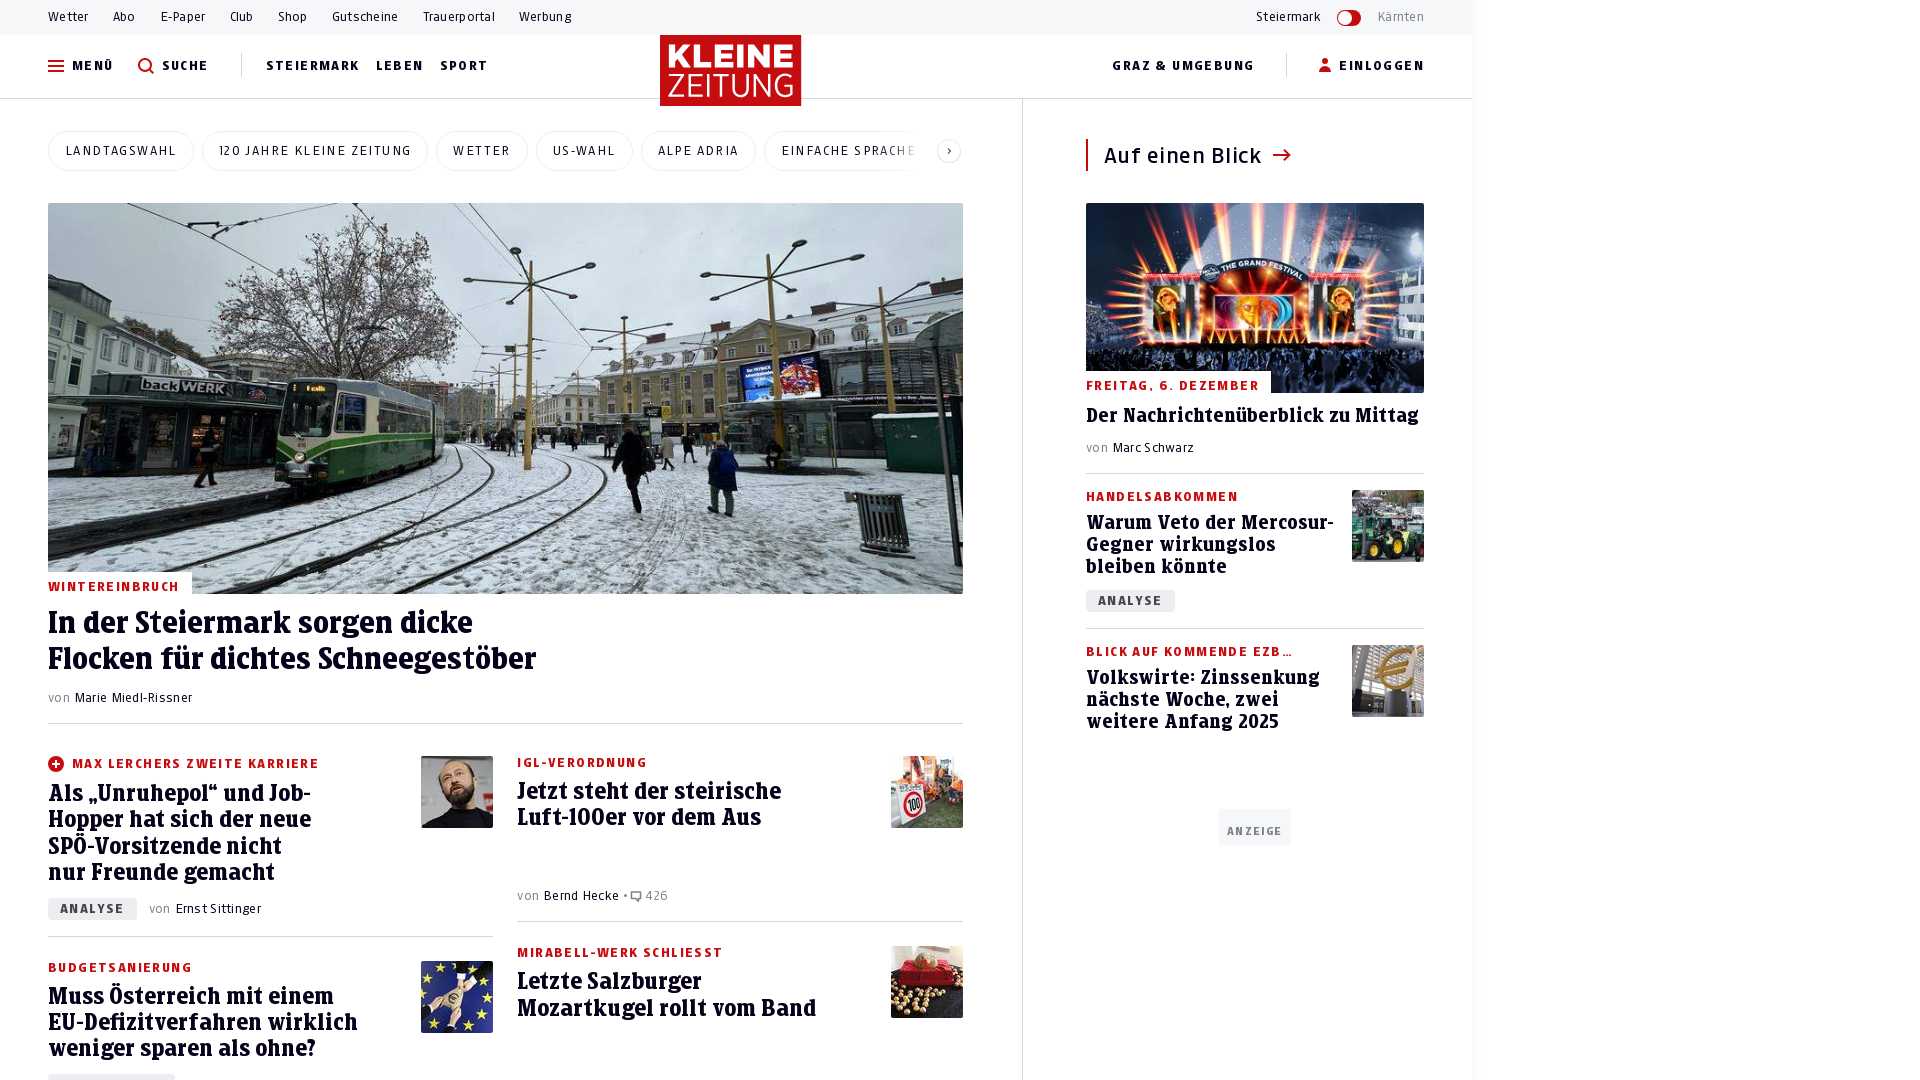 Wetter Abo E-Paper Club Shop Gutscheine Trauerportal Werbung Steiermark Kärnten
MENÜ SUCHE STEIERMARK LEBEN SPORT KLEINE ZEITUNG GRAZ & UMGEBUNG EINLOGGEN
LANDTAGSWAHL 120 JAHRE KLEINE ZEITUNG WETTER US-WAHL ALPE ADRIA EINFACHE SPRACHE
backWERK
WINTEREINBRUCH
In der Steiermark sorgen dicke
Flocken für dichtes Schneegestöber
von Marie Miedl-Rissner
MAX LERCHERS ZWEITE KARRIERE
Als „Unruhepol“ und Job-
Hopper hat sich der neue
SPÖ-Vorsitzende nicht
nur Freunde gemacht
ANALYSE von Ernst Sittinger
BUDGETSANIERUNG
Muss Österreich mit einem
EU-Defizitverfahren wirklich
weniger sparen als ohne?
IGL-VERORDNUNG
Jetzt steht der steirische
Luft-100er vor dem Aus
100
von Bernd Hecke • 426
MIRABELL-WERK SCHLIESST
Letzte Salzburger
Mozartkugel rollt vom Band
Auf einen Blick
THE GRAND FESTIVAL
FREITAG, 6. DEZEMBER
Der Nachrichtenüberblick zu Mittag
von Marc Schwarz
HANDELSABKOMMEN
Warum Veto der Mercosur-
Gegner wirkungslos
bleiben könnte
ANALYSE
BLICK AUF KOMMENDE EZB…
Volkswirte: Zinssenkung
nächste Woche, zwei
weitere Anfang 2025
ANZEIGE